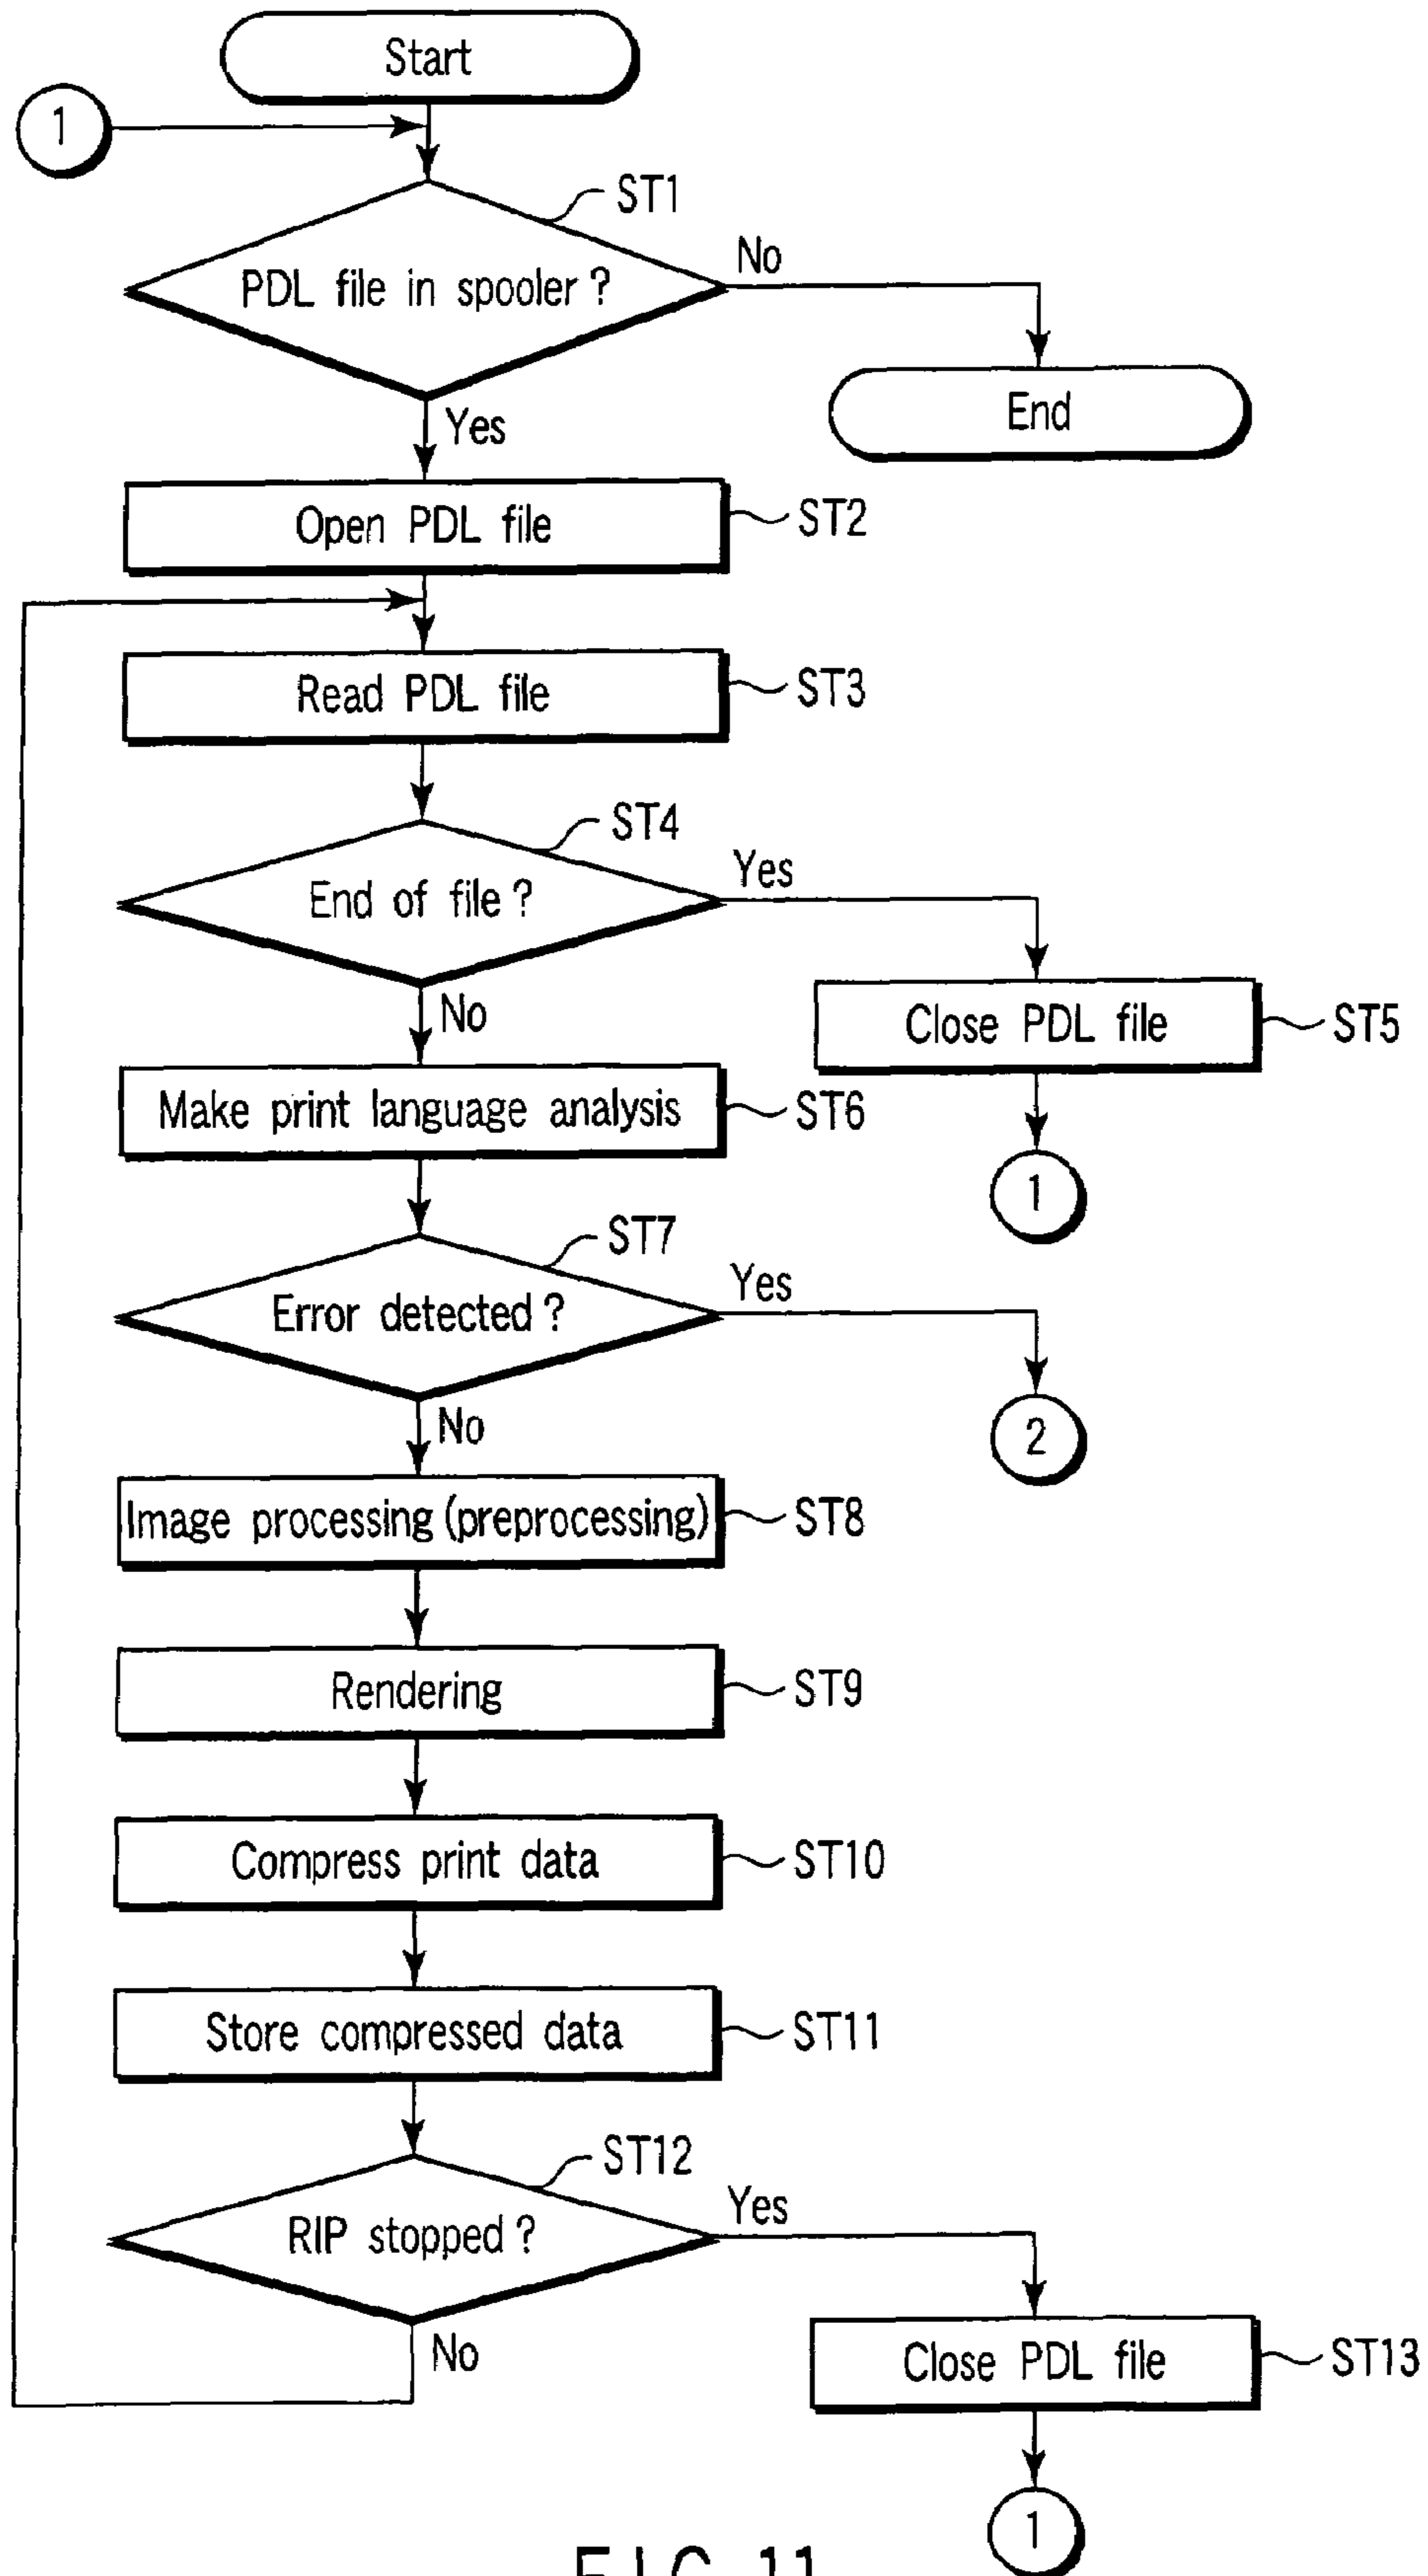 Start
1
ST1
PDL file in spooler?
No
End
Yes
Open PDL file
ST2
Read PDL file
ST3
ST4
End of file?
Yes
No
Close PDL file
ST5
1
Make print language analysis
ST6
ST7
Error detected?
Yes
2
No
Image processing (preprocessing)
ST8
Rendering
ST9
Compress print data
ST10
Store compressed data
ST11
ST12
RIP stopped?
Yes
No
Close PDL file
ST13
1
FIG. 11